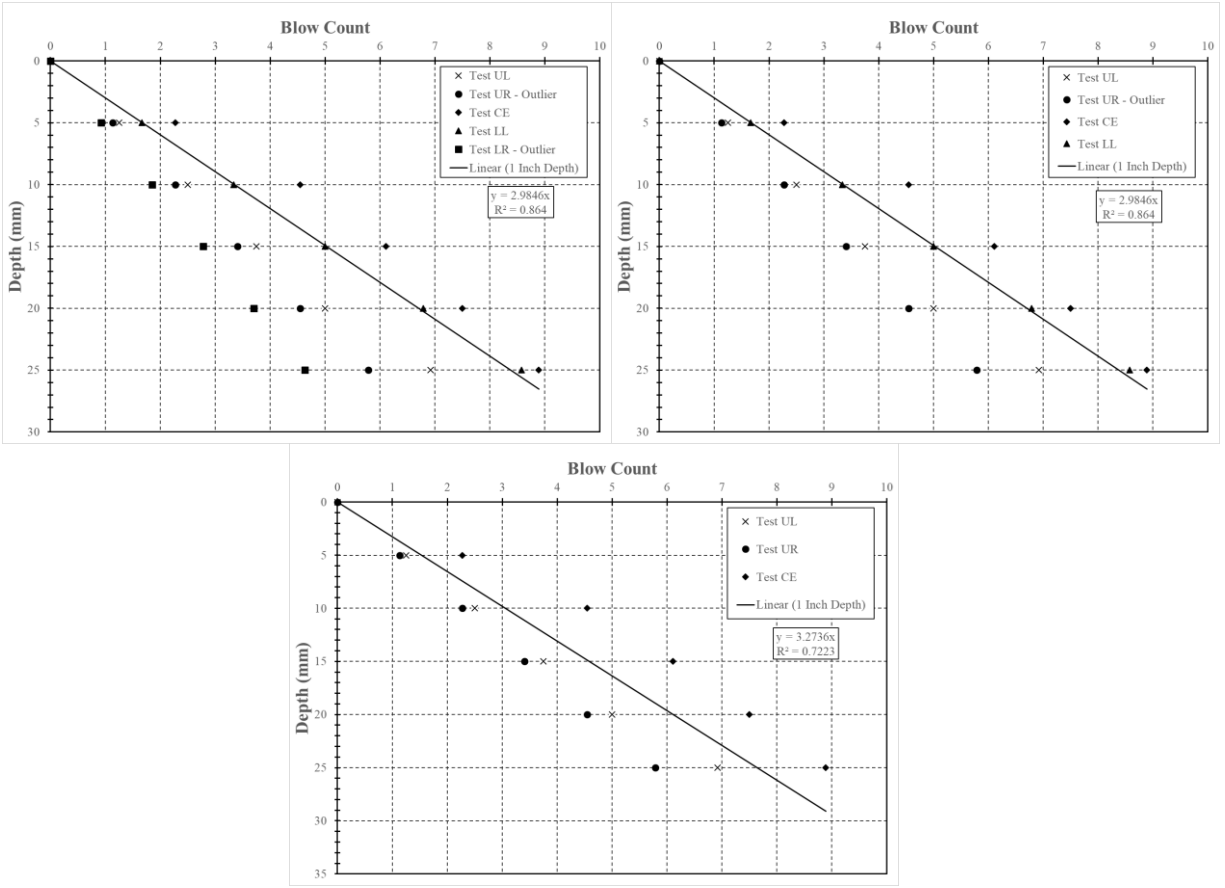 Blow Count
0 1 2 3 4 5 6 7 8 9 10
0
5
10
15
20
25
30
Depth (mm)
Test UL
Test UR - Outlier
Test CE
Test LL
Test LR - Outlier
Linear (1 Inch Depth)
y = 2.9846x
R² = 0.864
Blow Count
0 1 2 3 4 5 6 7 8 9 10
0
5
10
15
20
25
30
Depth (mm)
Test UL
Test UR - Outlier
Test CE
Test LL
Linear (1 Inch Depth)
y = 2.9846x
R² = 0.864
Blow Count
0 1 2 3 4 5 6 7 8 9 10
0
5
10
15
20
25
30
35
Depth (mm)
Test UL
Test UR
Test CE
Linear (1 Inch Depth)
y = 3.2736x
R² = 0.7223